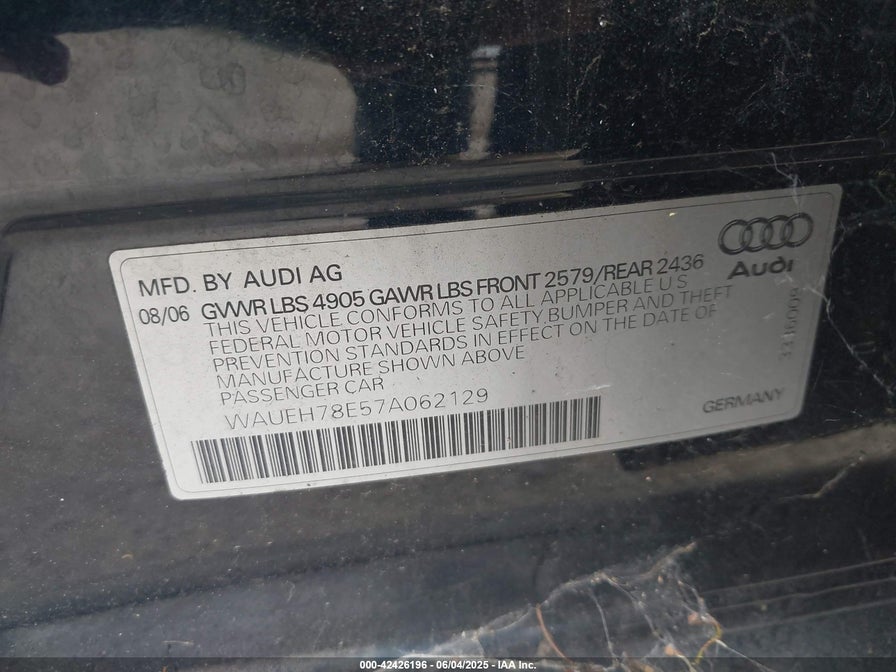 MFD. BY AUDI AG
08/06 GVWR LBS 4905 GAWR LBS FRONT 2579/REAR 2436
THIS VEHICLE CONFORMS TO ALL APPLICABLE U S
FEDERAL MOTOR VEHICLE SAFETY BUMPER AND THEFT
PREVENTION STANDARDS IN EFFECT ON THE DATE OF
MANUFACTURE SHOWN ABOVE
PASSENGER CAR
WAUEH78E57A062129
Audi
GERMANY
000-42426196 - 06/04/2025 - IAA Inc.